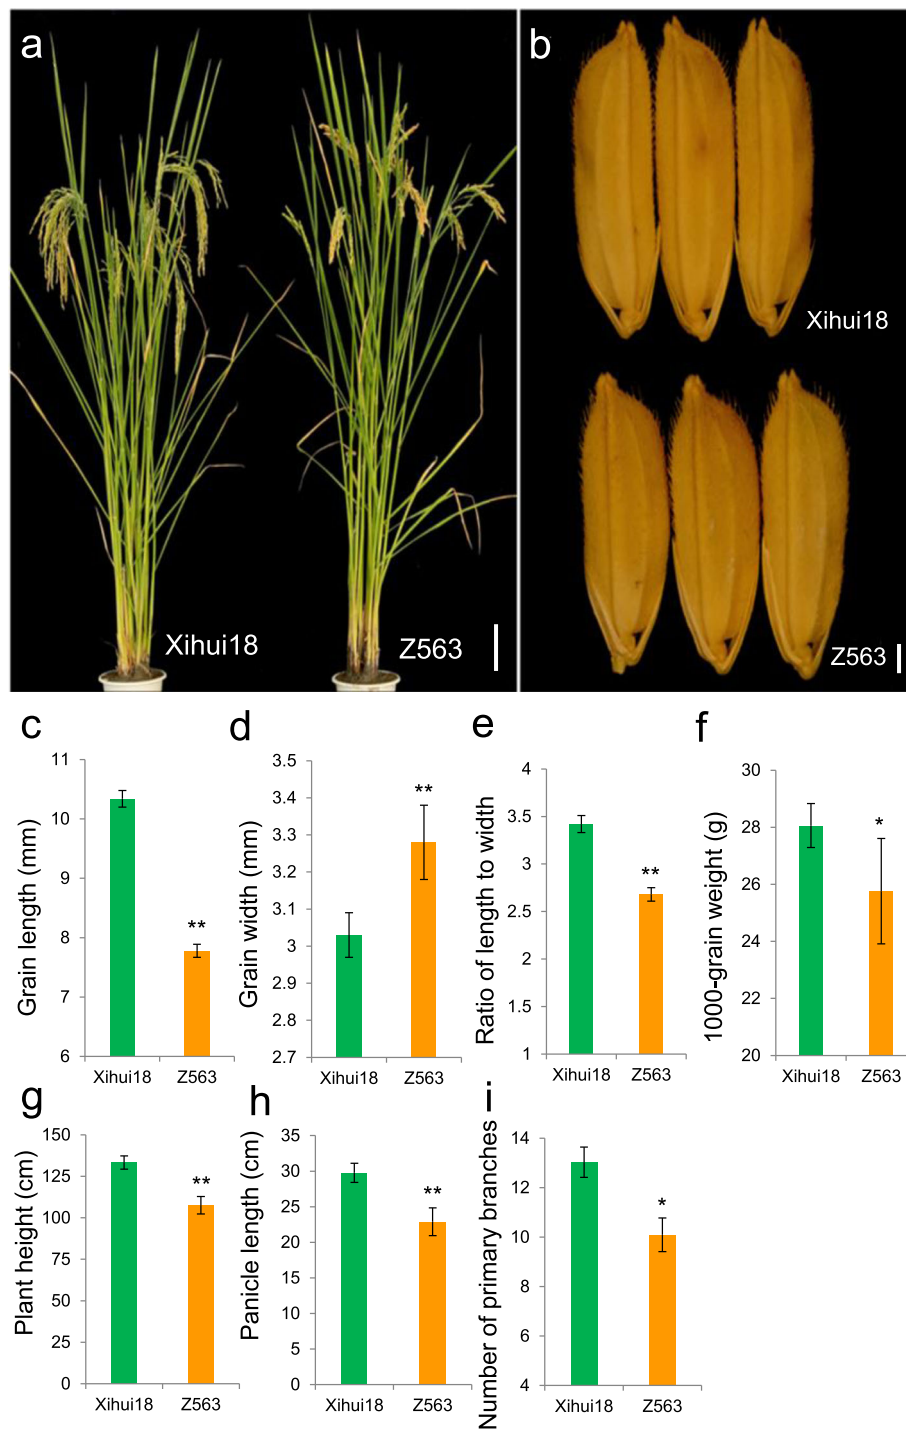 a
b
Xihui18
Xihui18
Z563
Z563
c
d
e
f
Grain length (mm)
11
10
9
8
7
6
**
Xihui18
Z563
Grain width (mm)
3.5
3.4
3.3
3.2
3.1
3
2.9
2.8
2.7
**
Xihui18
Z563
Ratio of length to width
4
3.5
3
2.5
2
1.5
1
**
Xihui18
Z563
1000-grain weight (g)
30
28
26
24
22
20
*
Xihui18
Z563
g
h
i
Plant height (cm)
150
125
100
75
50
25
0
**
Xihui18
Z563
Panicle length (cm)
35
30
25
20
15
10
5
0
**
Xihui18
Z563
Number of primary branches
14
12
10
8
6
4
*
Xihui18
Z563